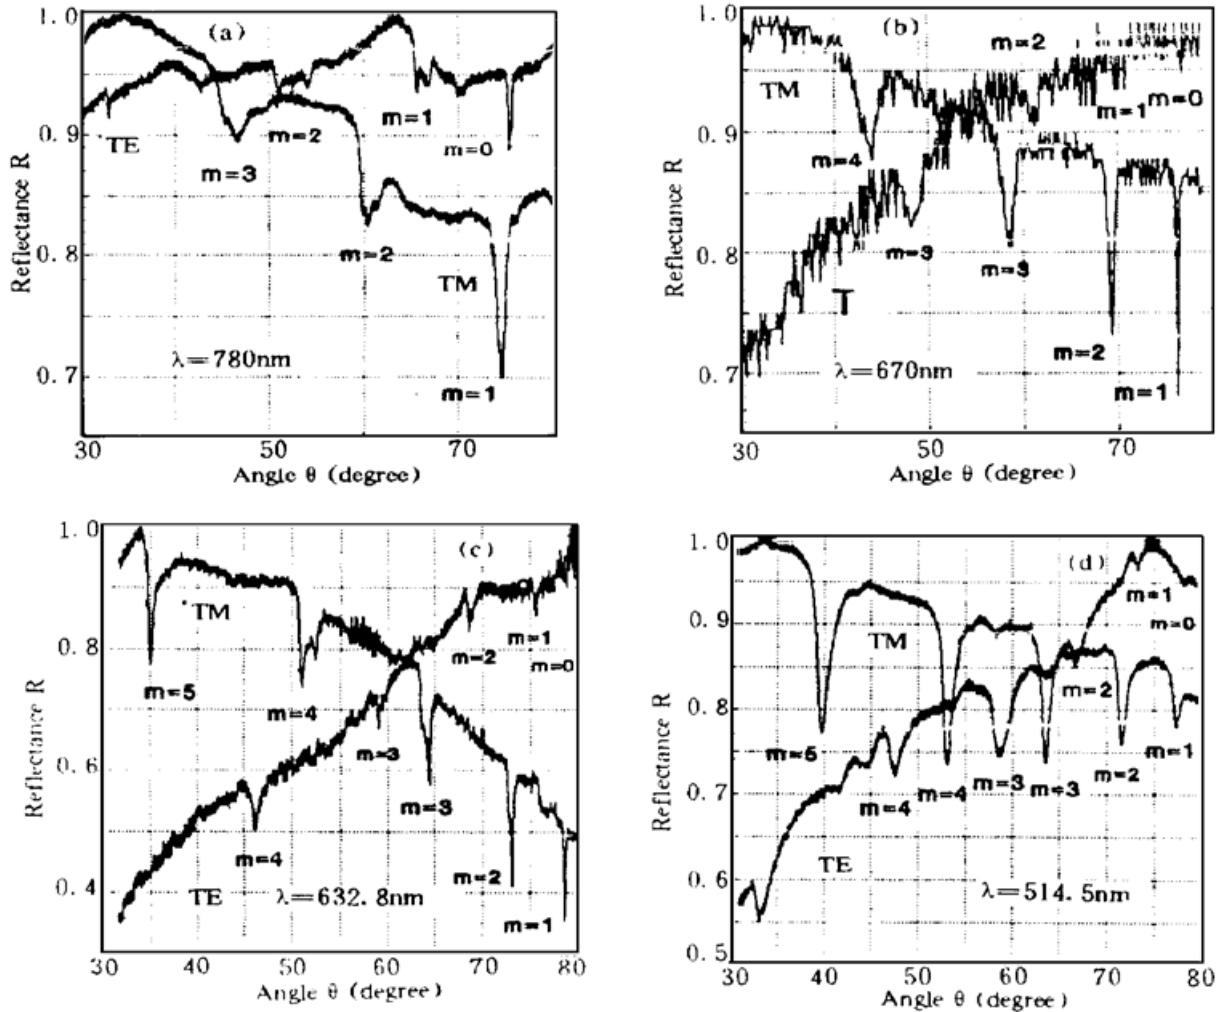 1.0
(a)
0.9
TE
m=2
m=1
m=0
m=3
Reflectance R
0.8
m=2
TM
λ=780nm
0.7
m=1
30 50 70
Angle θ (degree)
1.0
(b)
m=2
TM
m=1 m=0
0.9
m=4
Reflectance R
m=3
m=3
0.8
T
m=2
λ=670nm
0.7
m=1
30 50 70
Angle θ (degree)
1.0
(c)
TM
0.8
m=2
m=1
m=0
m=5
m=4
Reflectance R
m=3
0.6
m=3
m=4
m=2
0.4
TE
λ=632.8nm
m=1
30 40 50 60 70 80
Angle θ (degree)
1.0
(d)
m=1
0.9
TM
m=0
m=2
0.8
Reflectance R
m=5
m=1
m=3
m=3
m=2
m=4
m=4
0.7
TE
0.6
λ=514.5nm
0.5
30 40 50 60 70 80
Angle θ (degree)